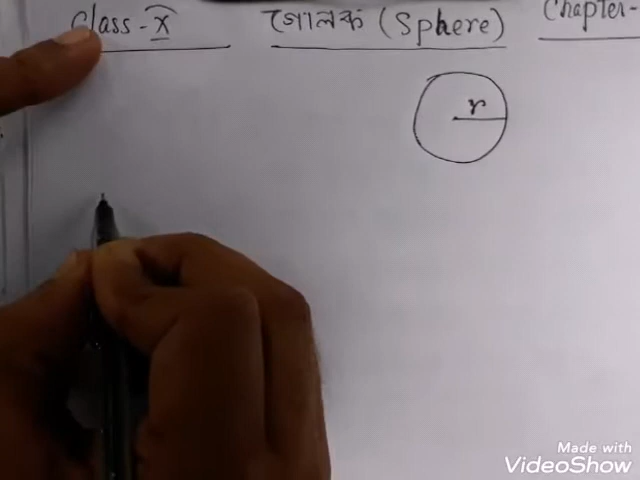 Class - X গোলক (Sphere) Chapter-
r
Made with
VideoShow